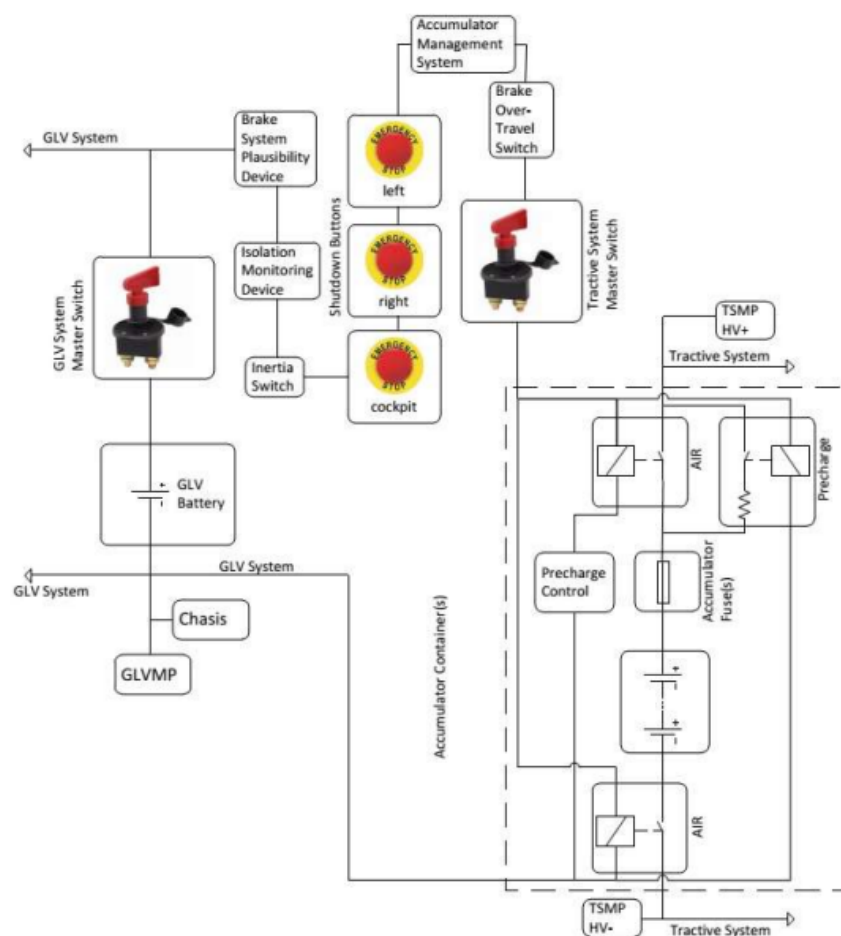 Accumulator
Management
System
GLV System
Brake
System
Plausibility
Device
EMERGENCY
STOP
left
Brake
Over-
Travel
Switch
Shutdown Buttons
Isolation
Monitoring
Device
EMERGENCY
STOP
right
Tractive System
Master Switch
GLV System
Master Switch
Inertia
Switch
EMERGENCY
STOP
cockpit
TSMP
HV+
Tractive System
AIR
Precharge
+
-
GLV
Battery
GLV System
GLV System
Precharge
Control
Accumulator
Fuse(s)
Chasis
GLVMP
Accumulator Container(s)
+
-
+
-
AIR
TSMP
HV-
Tractive System